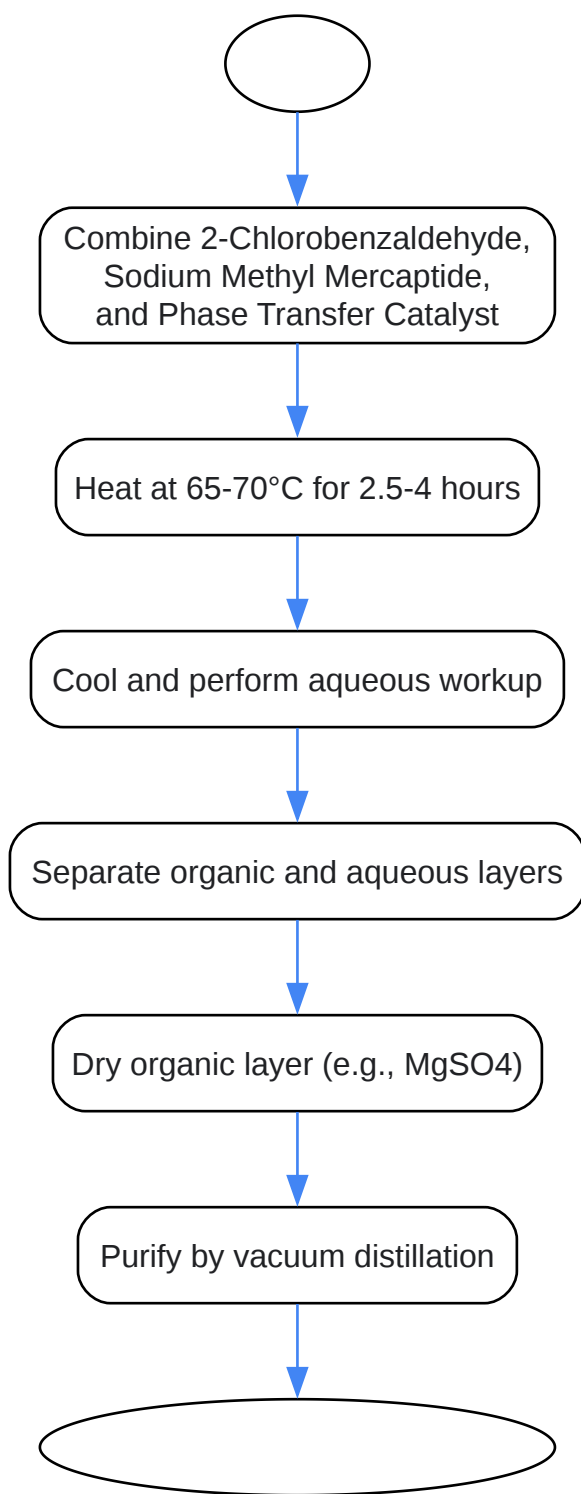 Combine 2-Chlorobenzaldehyde,
Sodium Methyl Mercaptide,
and Phase Transfer Catalyst
Heat at 65-70°C for 2.5-4 hours
Cool and perform aqueous workup
Separate organic and aqueous layers
Dry organic layer (e.g., MgSO4)
Purify by vacuum distillation